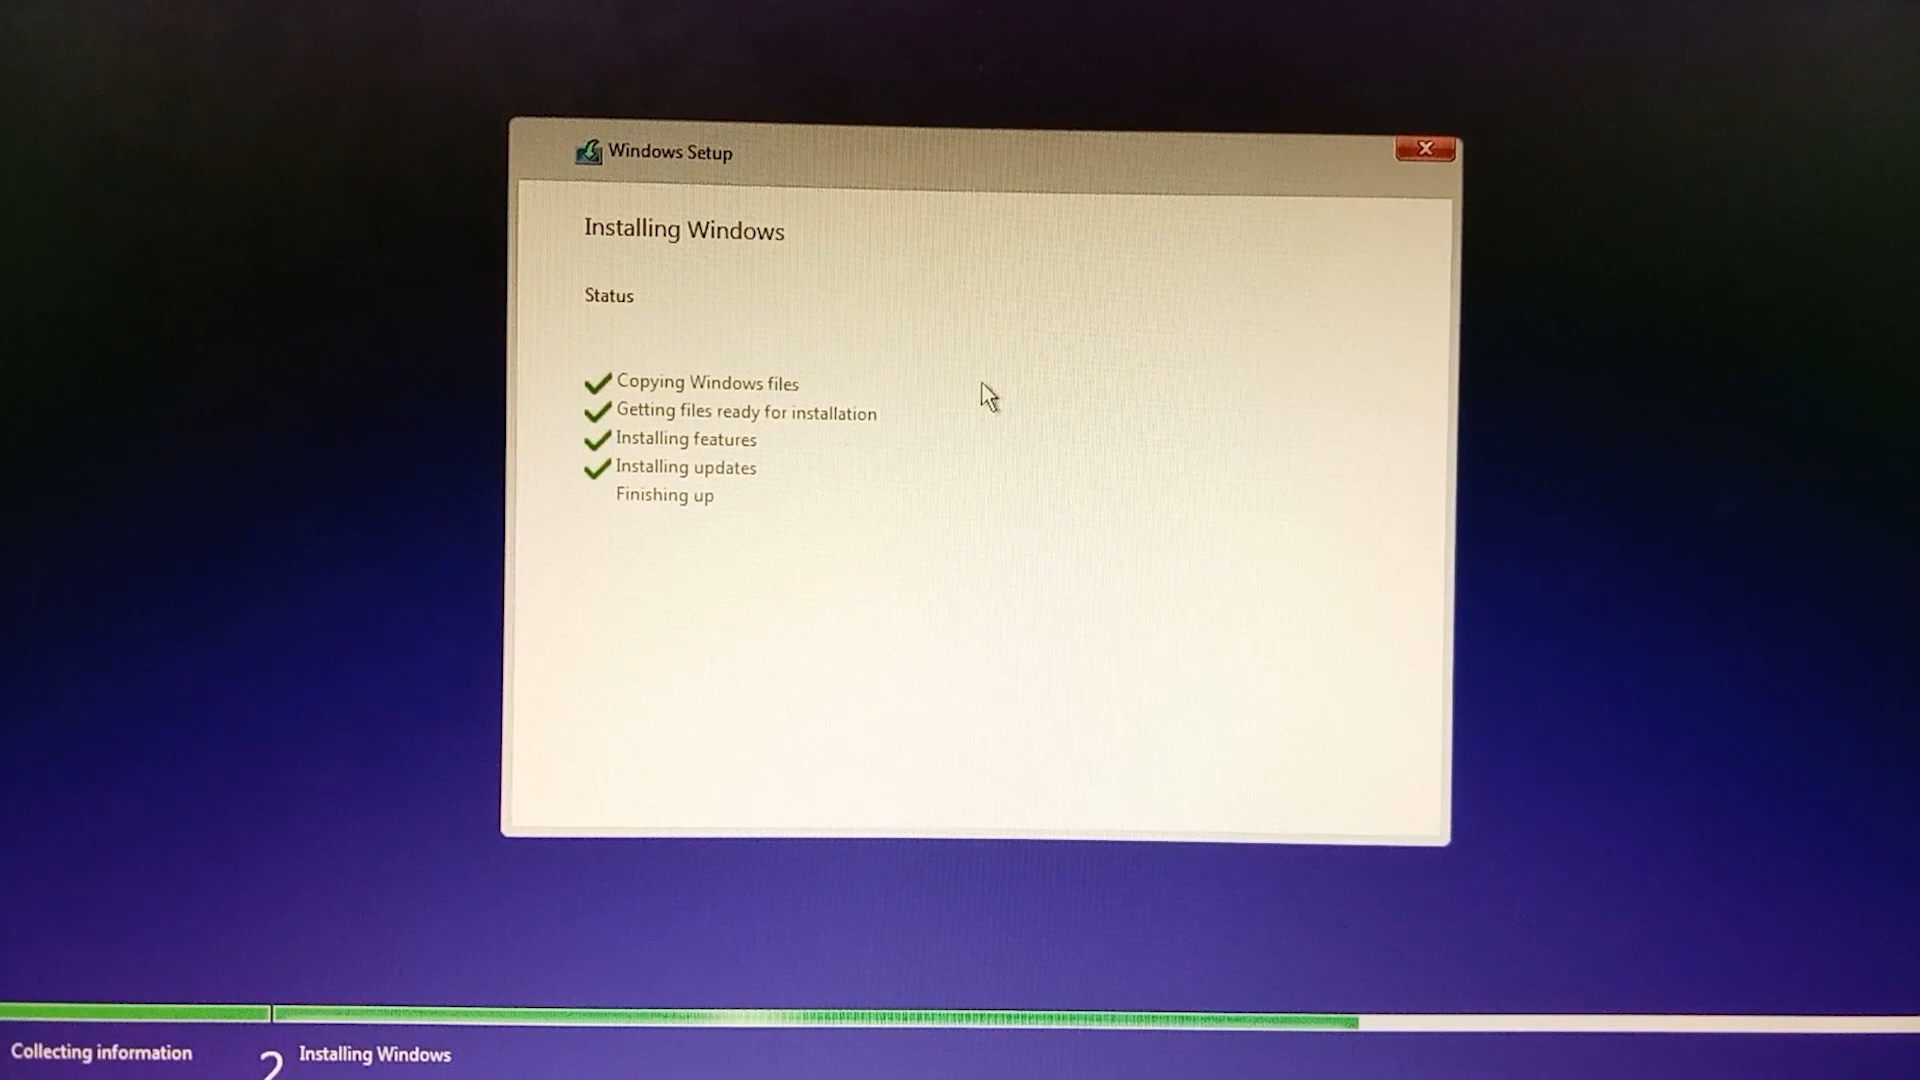 Windows Setup
Installing Windows
Status
Copying Windows files
Getting files ready for installation
Installing features
Installing updates
Finishing up
Collecting information
2 Installing Windows